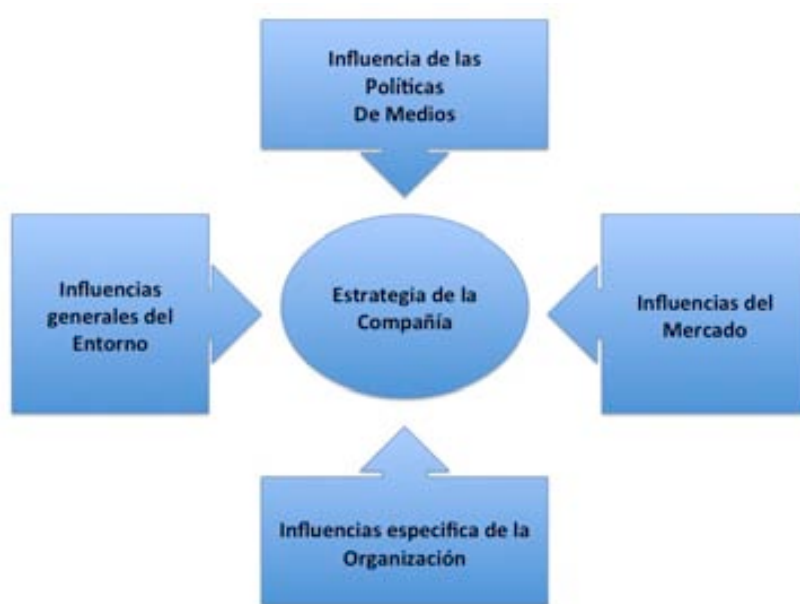 Influencia de las
Políticas
De Medios
Influencias
generales del
Entorno
Estrategia de la
Compañía
Influencias del
Mercado
Influencias especifica de la
Organización